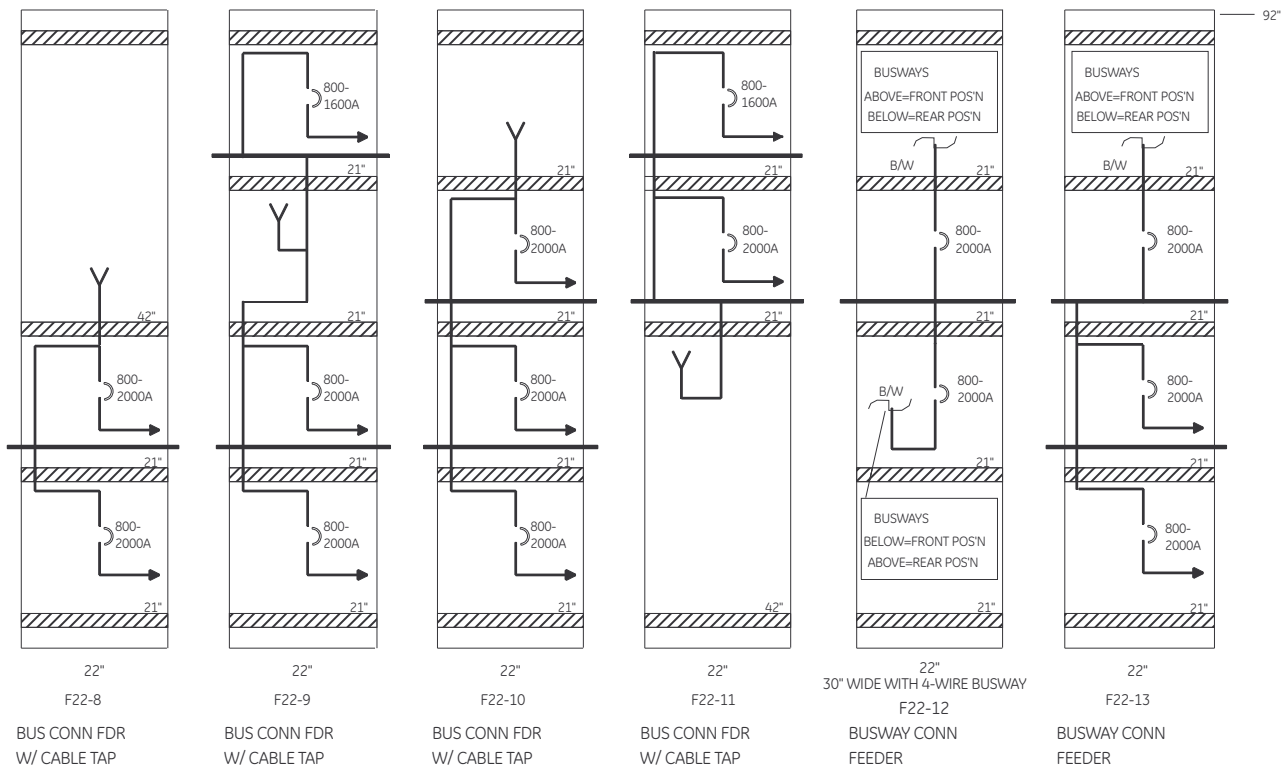 92"
42"
800-
2000A
21"
800-
2000A
21"
22"
F22-8
BUS CONN FDR
W/ CABLE TAP
800-
1600A
21"
21"
800-
2000A
21"
800-
2000A
21"
22"
F22-9
BUS CONN FDR
W/ CABLE TAP
21"
800-
2000A
21"
800-
2000A
21"
800-
2000A
21"
22"
F22-10
BUS CONN FDR
W/ CABLE TAP
800-
1600A
21"
800-
2000A
21"
42"
22"
F22-11
BUS CONN FDR
W/ CABLE TAP
BUSWAYS
ABOVE=FRONT POS'N
BELOW=REAR POS'N
B/W
21"
800-
2000A
21"
B/W
800-
2000A
21"
BUSWAYS
BELOW=FRONT POS'N
ABOVE=REAR POS'N
21"
22"
30" WIDE WITH 4-WIRE BUSWAY
F22-12
BUSWAY CONN
FEEDER
BUSWAYS
ABOVE=FRONT POS'N
BELOW=REAR POS'N
B/W
21"
800-
2000A
21"
800-
2000A
21"
800-
2000A
21"
22"
F22-13
BUSWAY CONN
FEEDER